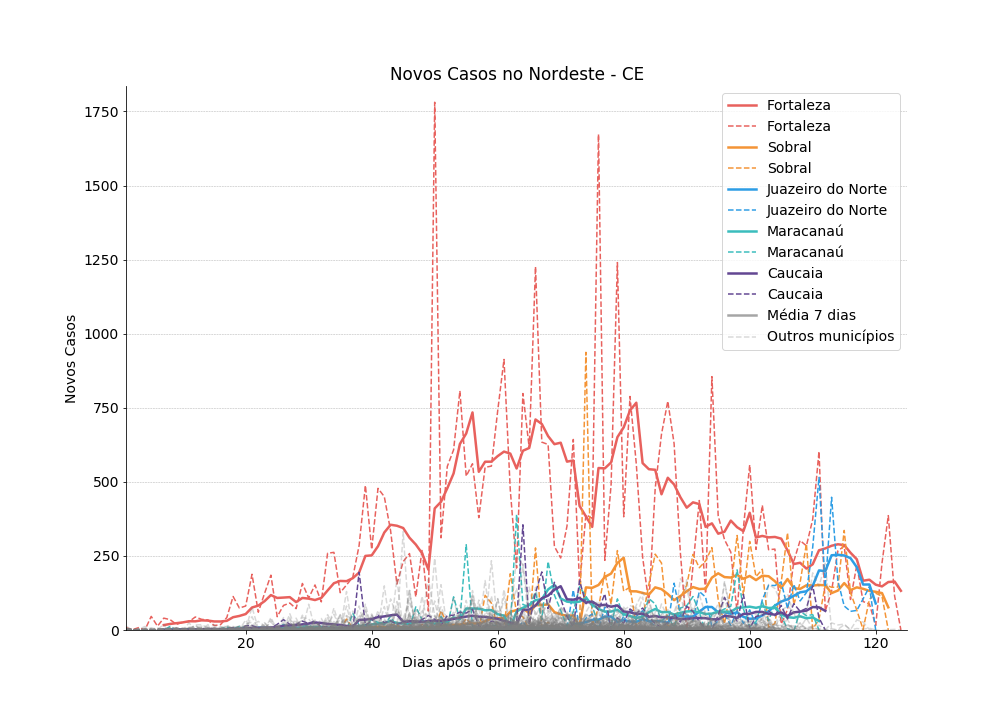 Novos Casos no Nordeste - CE
1750
1500
1250
1000
750
500
250
0
Novos Casos
20
40
60
80
100
120
Dias após o primeiro confirmado
Fortaleza
Fortaleza
Sobral
Sobral
Juazeiro do Norte
Juazeiro do Norte
Maracanaú
Maracanaú
Caucaia
Caucaia
Média 7 dias
Outros municípios